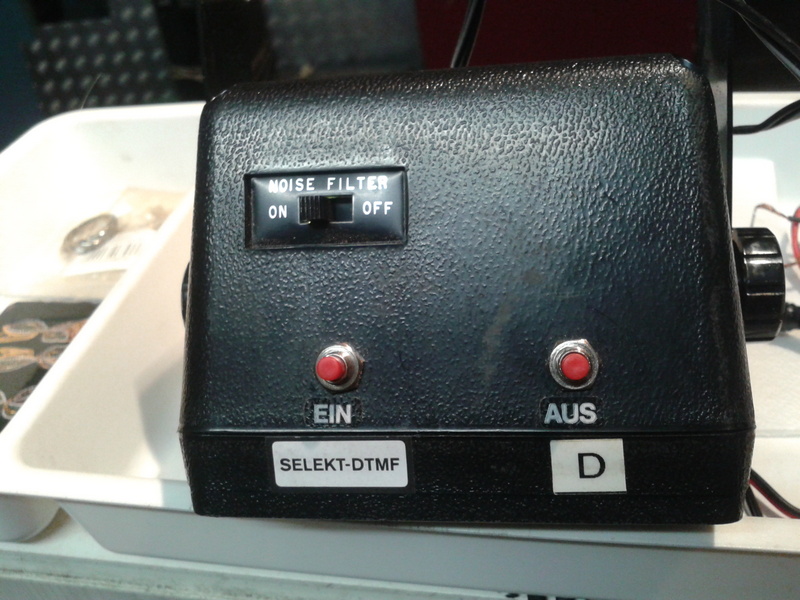 NOISE FILTER
ON OFF
EIN AUS
SELEKT-DTMF D